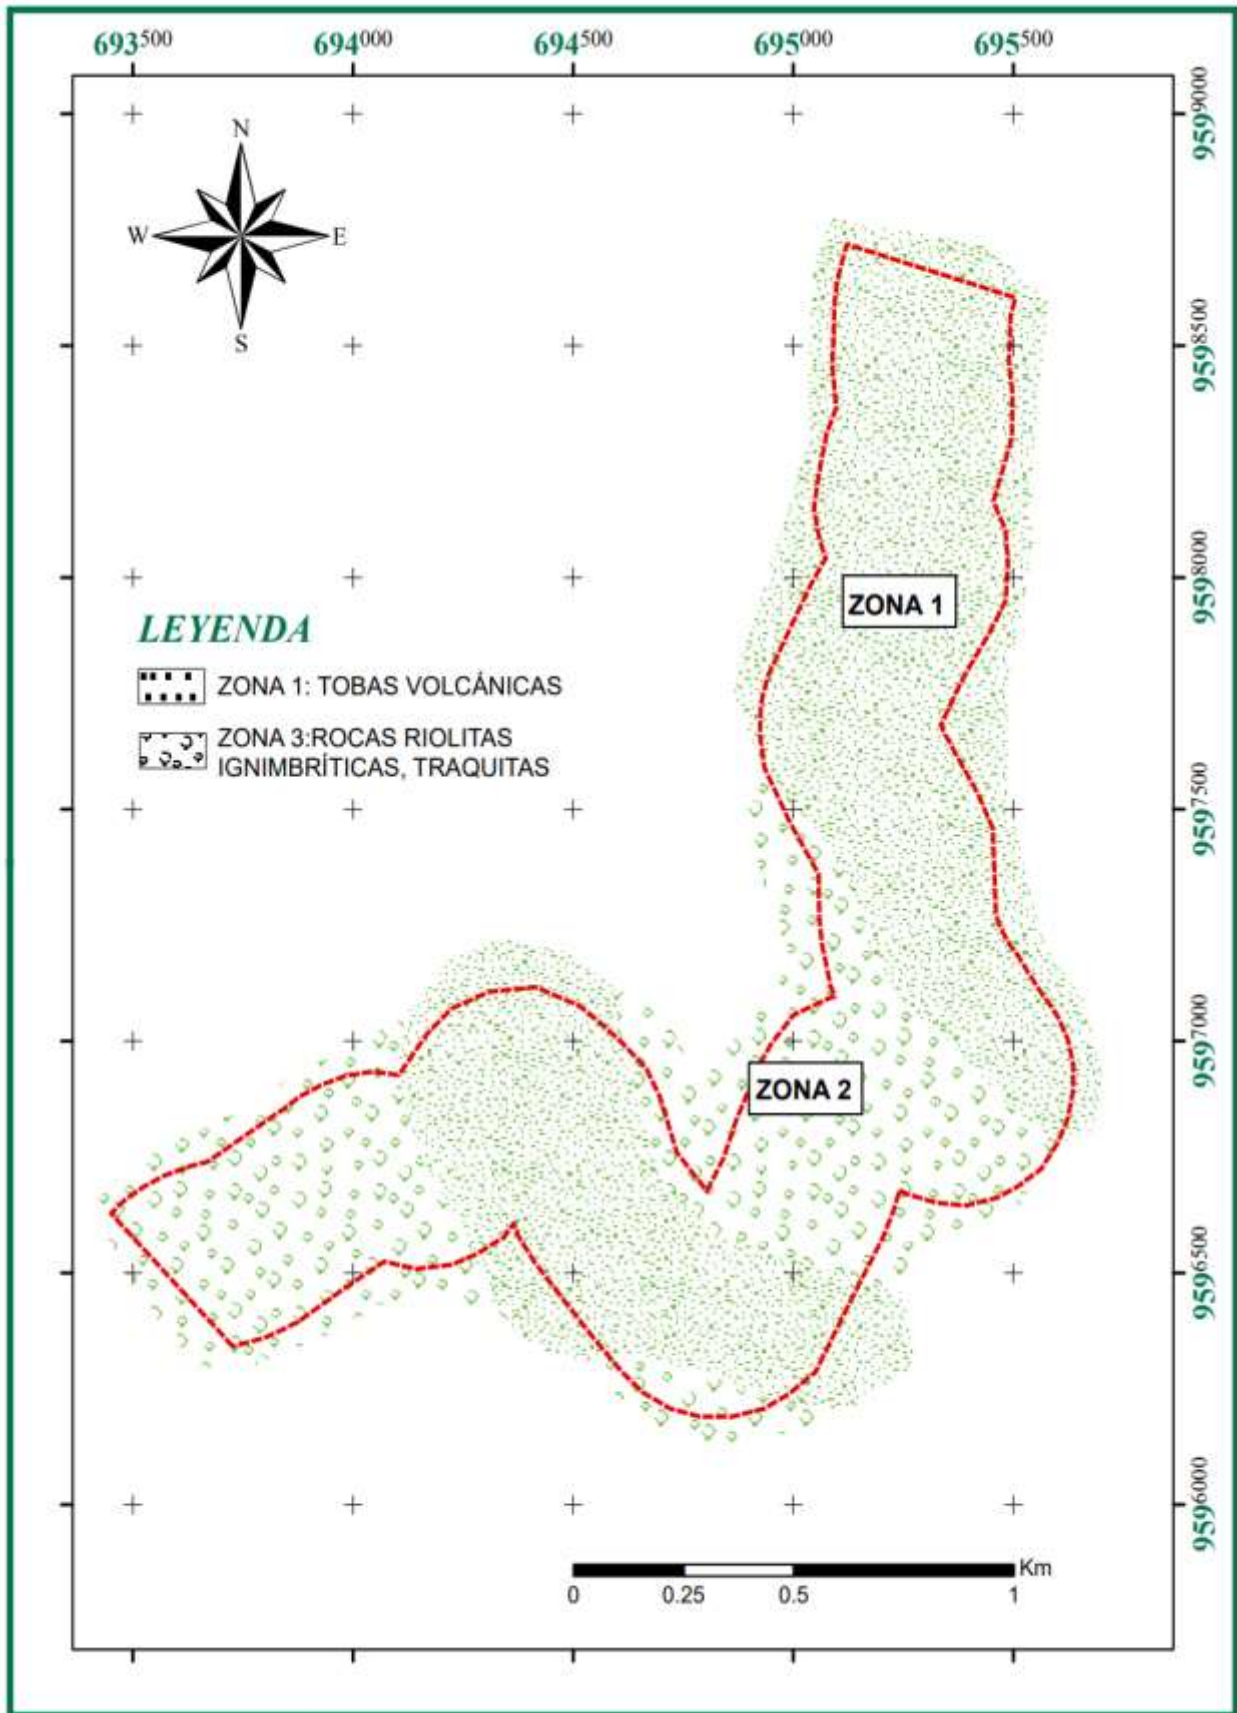 693500 694000 694500 695000 695500
9599000
N
W E
S
9598500
9598000
ZONA 1
LEYENDA
ZONA 1: TOBAS VOLCÁNICAS
ZONA 3:ROCAS RIOLITAS
IGNIMBRÍTICAS, TRAQUITAS
9597500
9597000
ZONA 2
9596500
9596000
Km
0 0.25 0.5 1